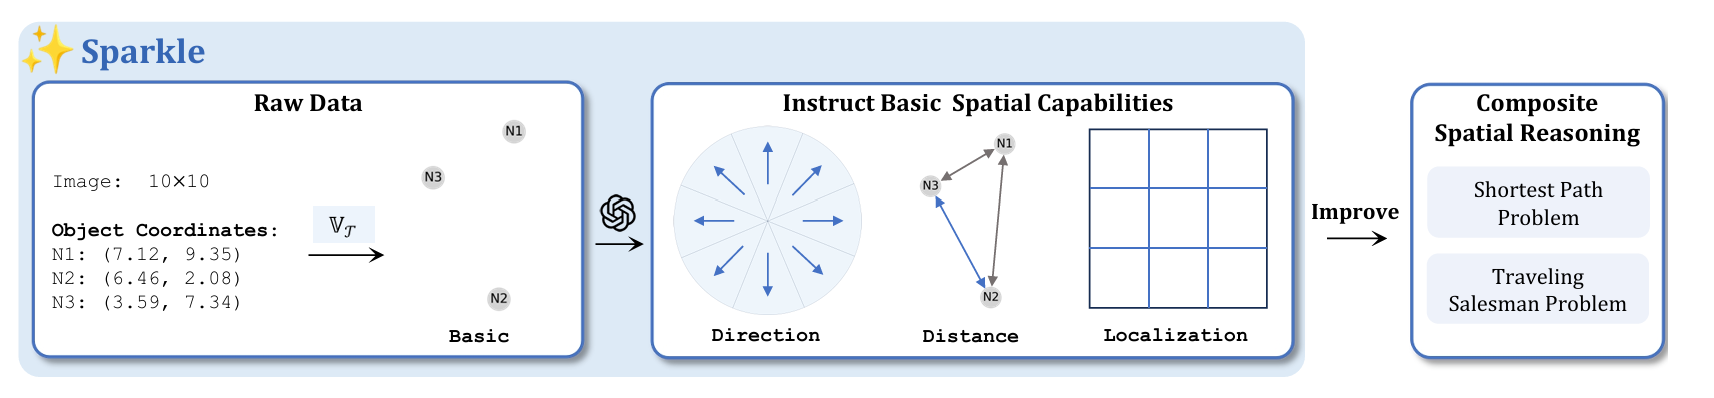 Sparkle
Raw Data
Image: 10×10
Object Coordinates:
N1: (7.12, 9.35)
N2: (6.46, 2.08)
N3: (3.59, 7.34)
𝕍𝒯
N1
N3
N2
Basic
Instruct Basic Spatial Capabilities
Direction
N1
N3
N2
Distance
Localization
Improve
Composite
Spatial Reasoning
Shortest Path
Problem
Traveling
Salesman Problem